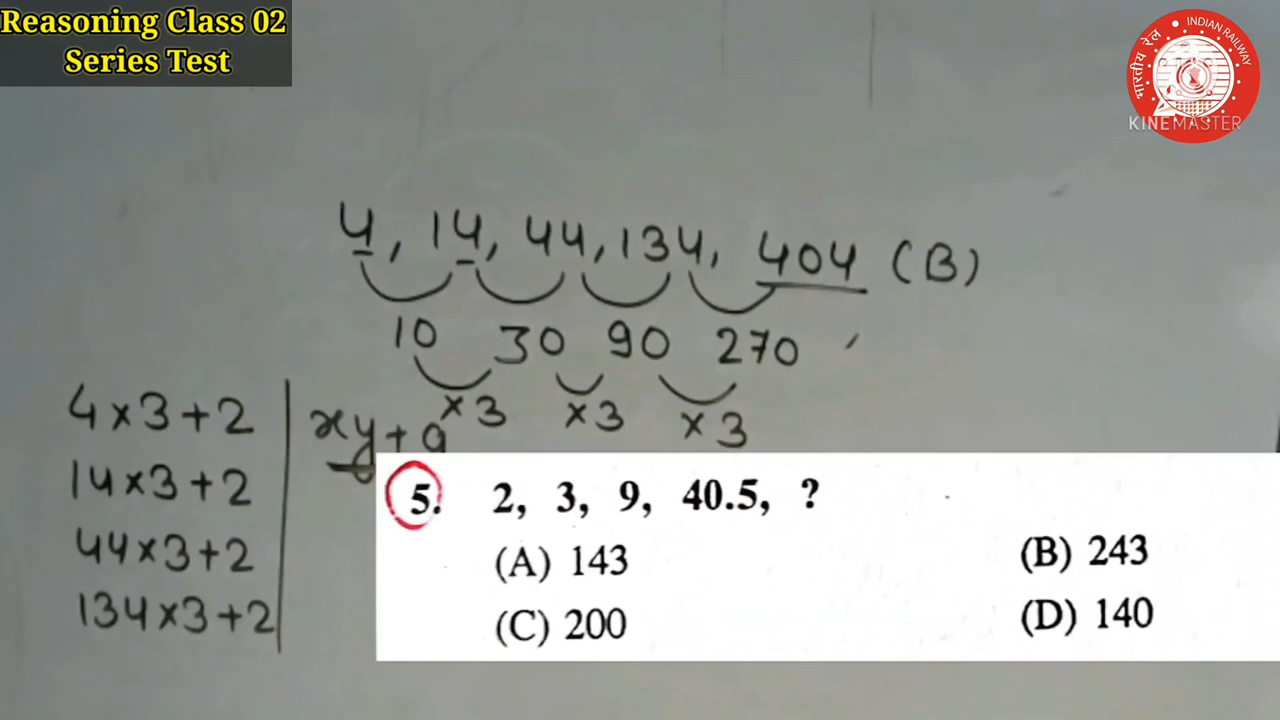 Reasoning Class 02
Series Test
भारतीय रेल
INDIAN RAILWAY
KINEMASTER
4, 14, 44, 134, 404 (B)
10 30 90 270
×3 ×3 ×3
4×3+2
14×3+2
44×3+2
134×3+2
xy+a
5. 2, 3, 9, 40.5, ?
(A) 143 (B) 243
(C) 200 (D) 140